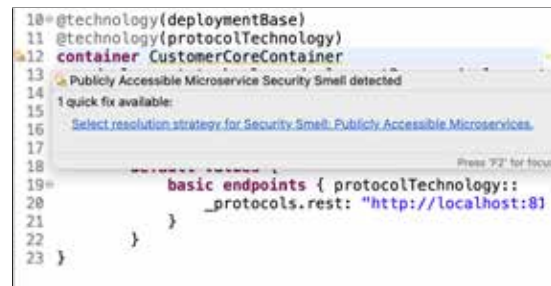 10 @technology(deploymentBase)
11 @technology(protocolTechnology)
12 container CustomerCoreContainer
13
Publicly Accessible Microservice Security Smell detected
14
1 quick fix available:
15
Select resolution strategy for Security Smell: Publicly Accessible Microservices.
16
17
Press 'F2' for focus
18
19 basic endpoints { protocolTechnology::
20 _protocols.rest: "http://localhost:81
21 }
22 }
23 }